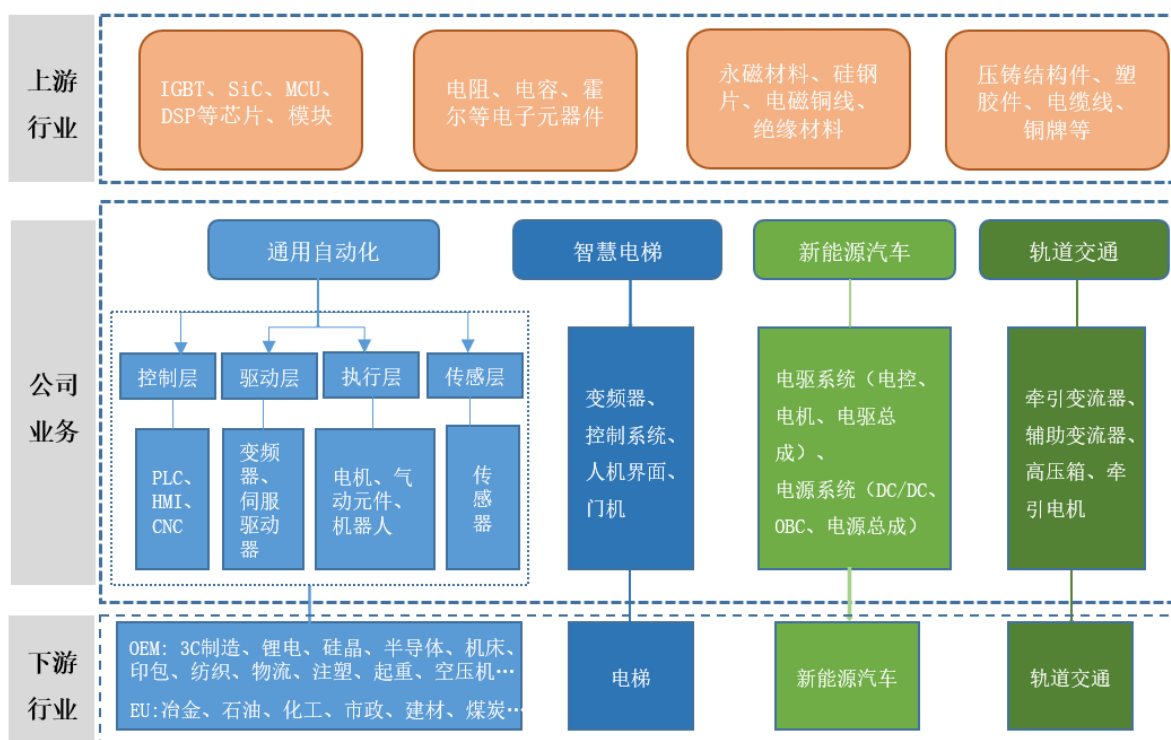 上游
行业
IGBT、SiC、MCU、
DSP等芯片、模块
电阻、电容、霍
尔等电子元器件
永磁材料、硅钢
片、电磁铜线、
绝缘材料
压铸结构件、塑
胶件、电缆线、
铜牌等
公司
业务
通用自动化
智慧电梯
新能源汽车
轨道交通
控制层
驱动层
执行层
传感层
PLC、
HMI、
CNC
变频
器、伺服
驱动
器
电机、气
动元件、
机器人
传
感
器
变频器、
控制系统、
人机界面、
门机
电驱系统（电控、
电机、电驱总
成）、
电源系统（DC/DC、
OBC、电源总成）
牵引变流器、
辅助变流器、
高压箱、牵
引电机
下游
行业
OEM: 3C制造、锂电、硅晶、半导体、机床、
印包、纺织、物流、注塑、起重、空压机…
EU:冶金、石油、化工、市政、建材、煤炭…
电梯
新能源汽车
轨道交通